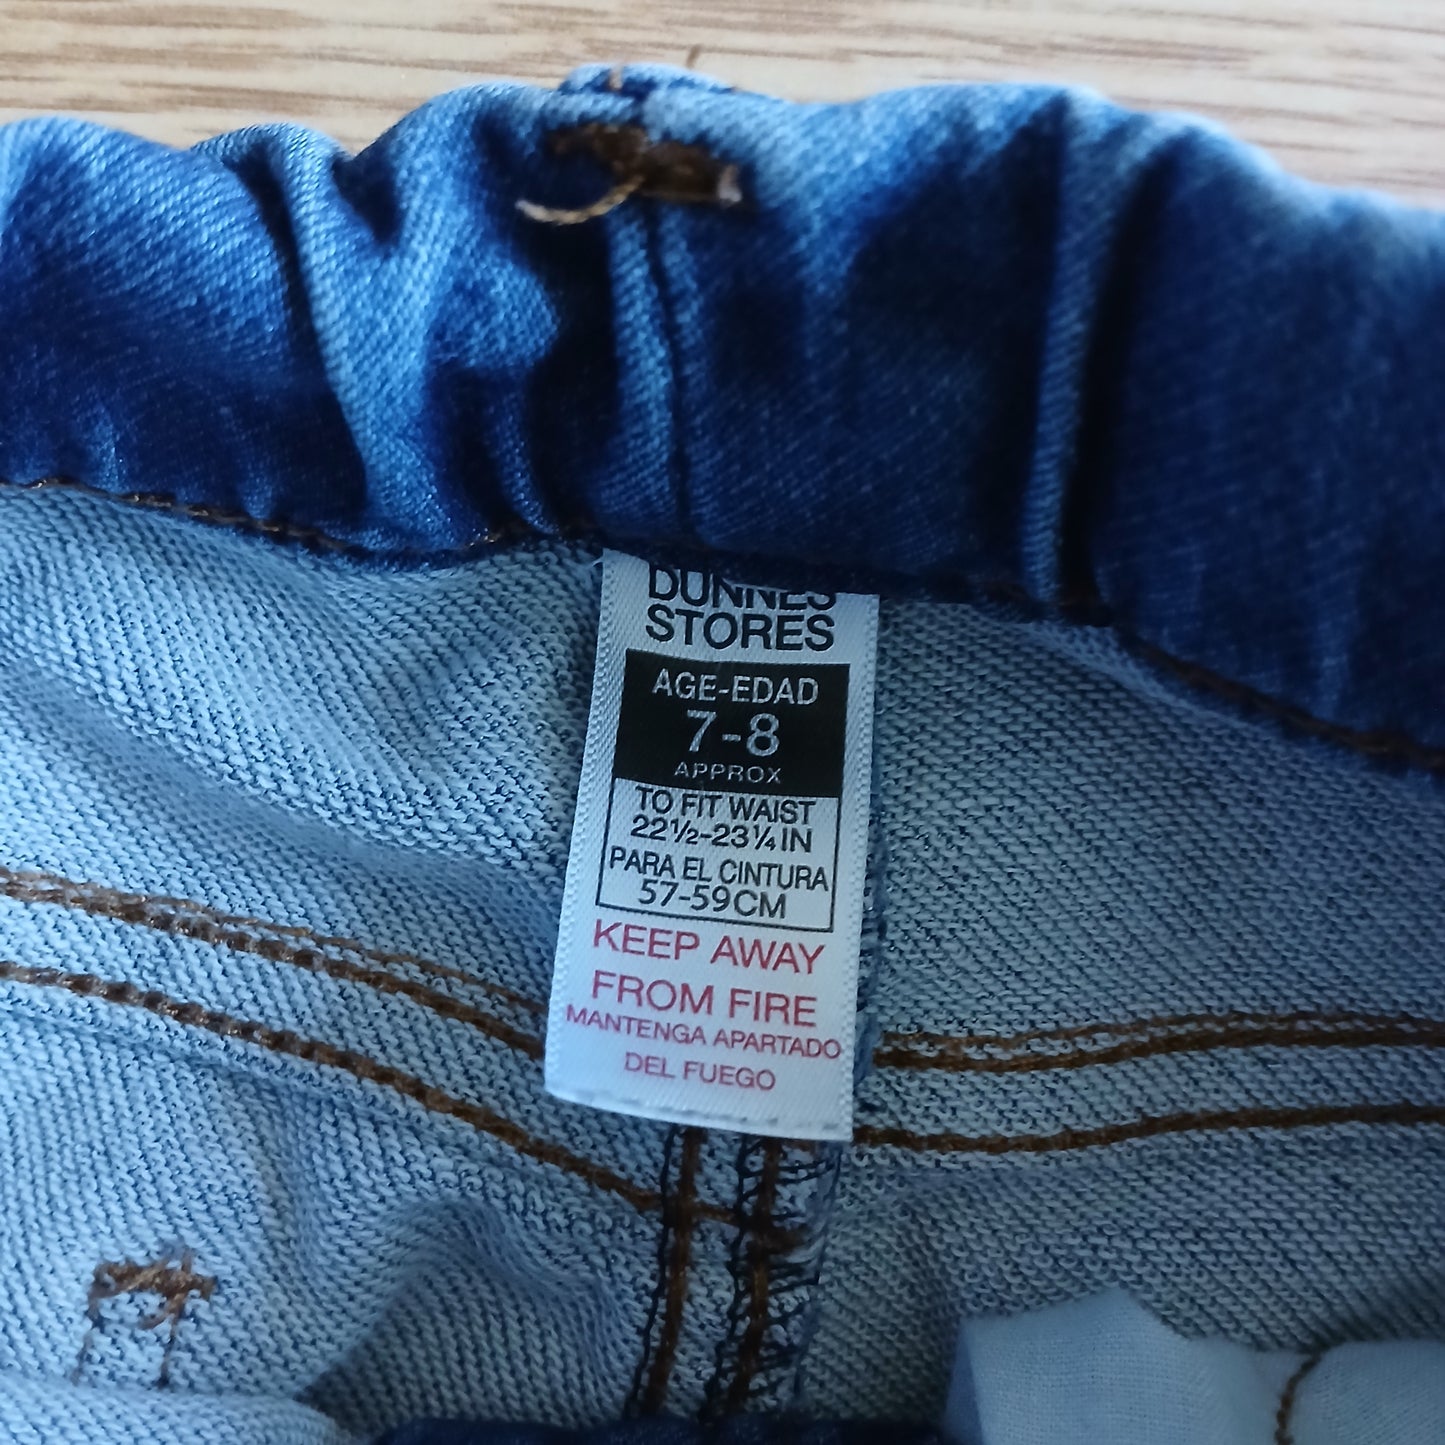 DUNNES
STORES
AGE-EDAD
7-8
APPROX
TO FIT WAIST
22½-23¼IN
PARA EL CINTURA
57-59CM
KEEP AWAY
FROM FIRE
MANTENGA APARTADO
DEL FUEGO